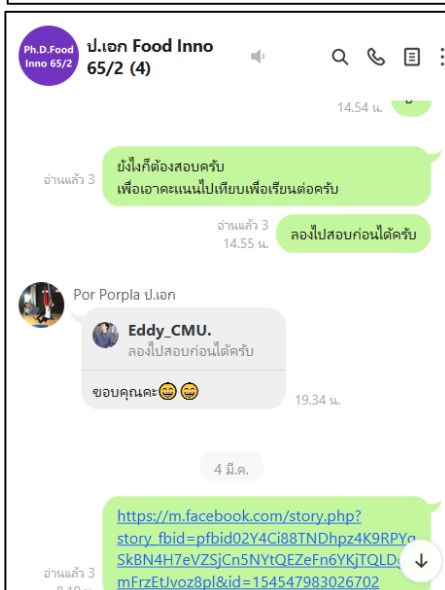 Ph.D.Food
Inno 65/2
ป.เอก Food Inno
65/2 (4)
14.54 น.
ยังไงก็ต้องสอบครับ
เพื่อเอาคะแนนไปเทียบเพื่อเรียนต่อครับ
อ่านแล้ว 3
อ่านแล้ว 3
14.55 น.
ลองไปสอบก่อนได้ครับ
Por Porpla ป.เอก
Eddy_CMU.
ลองไปสอบก่อนได้ครับ
ขอบคุณคะ😁😁
19.34 น.
4 มี.ค.
https://m.facebook.com/story.php?
story_fbid=pfbid02Y4Ci88TNDhpz4K9RPYq
SkBN4H7eVZSjCn5NYtQEZeFn6YKjTQLD
mFrzEtJvoz8pl&id=154547983026702
อ่านแล้ว 3